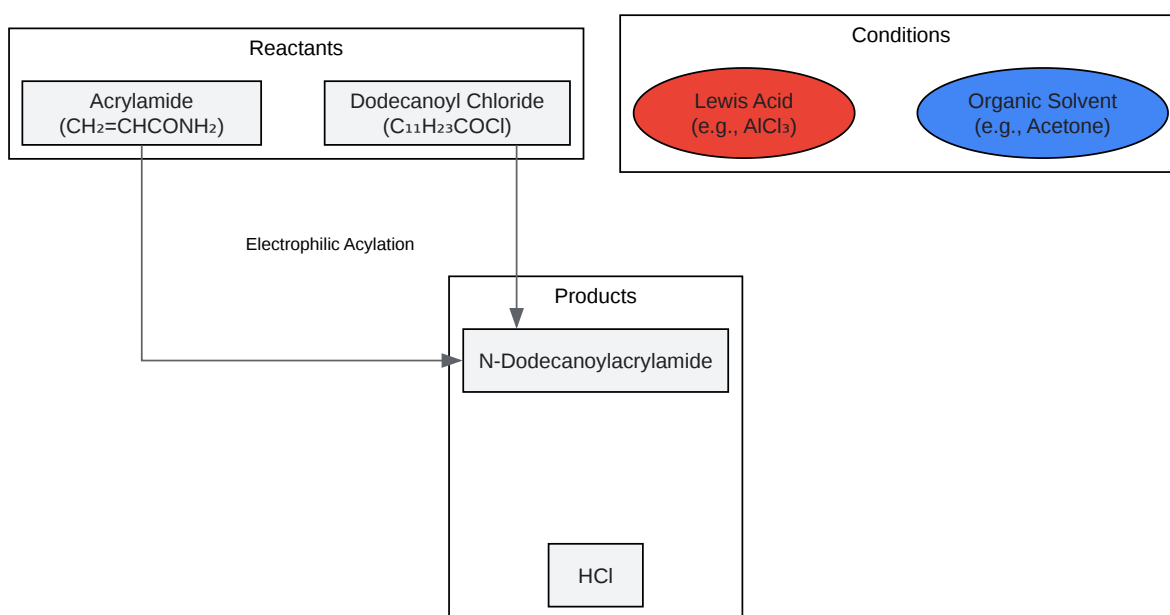 Reactants
Acrylamide
(CH₂=CHCONH₂)
Dodecanoyl Chloride
(C₁₁H₂₃COCl)
Conditions
Lewis Acid
(e.g., AlCl₃)
Organic Solvent
(e.g., Acetone)
Electrophilic Acylation
Products
N-Dodecanoylacrylamide
HCl